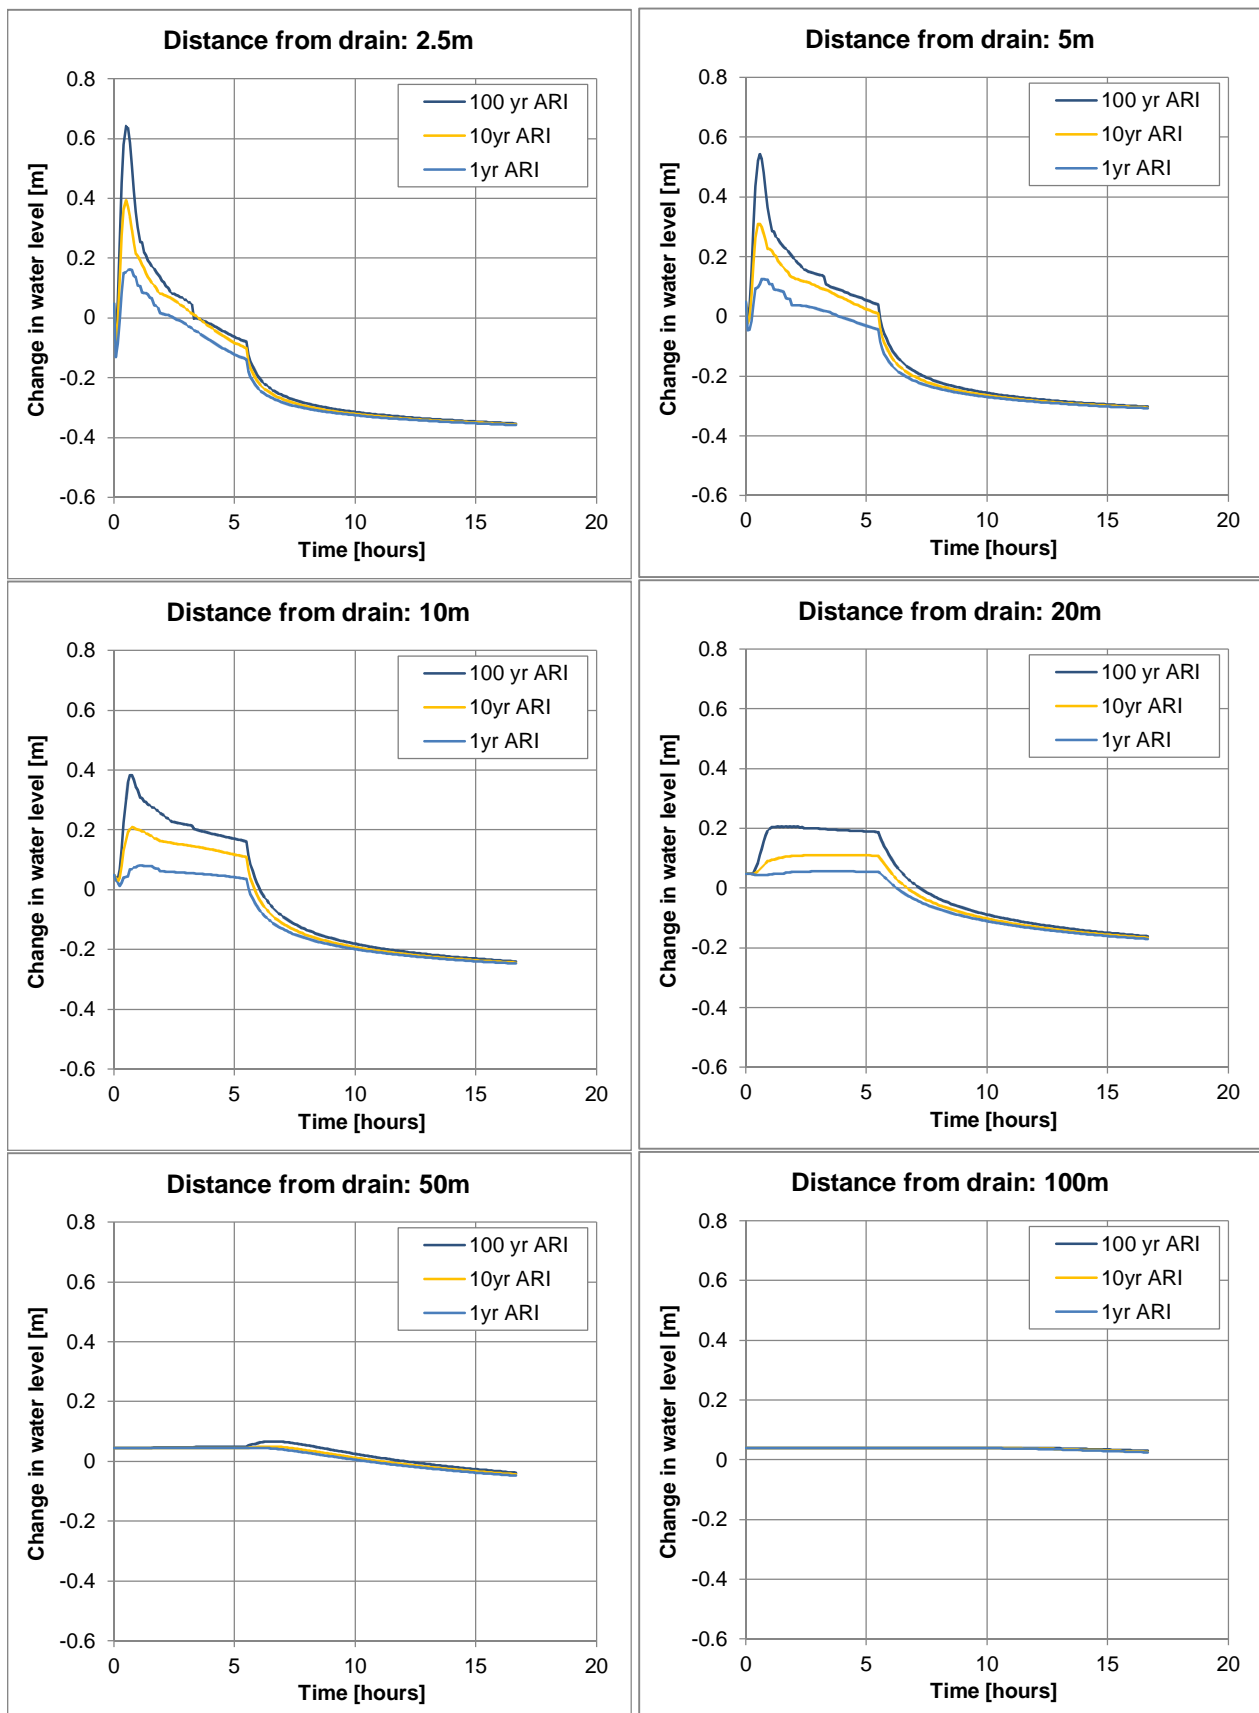 Distance from drain: 2.5m
Change in water level [m]
0.8
0.6
0.4
0.2
0
-0.2
-0.4
-0.6
100 yr ARI
10yr ARI
1yr ARI
0 5 10 15 20
Time [hours]
Distance from drain: 5m
Change in water level [m]
0.8
0.6
0.4
0.2
0
-0.2
-0.4
-0.6
100 yr ARI
10yr ARI
1yr ARI
0 5 10 15 20
Time [hours]
Distance from drain: 10m
Change in water level [m]
0.8
0.6
0.4
0.2
0
-0.2
-0.4
-0.6
100 yr ARI
10yr ARI
1yr ARI
0 5 10 15 20
Time [hours]
Distance from drain: 20m
Change in water level [m]
0.8
0.6
0.4
0.2
0
-0.2
-0.4
-0.6
100 yr ARI
10yr ARI
1yr ARI
0 5 10 15 20
Time [hours]
Distance from drain: 50m
Change in water level [m]
0.8
0.6
0.4
0.2
0
-0.2
-0.4
-0.6
100 yr ARI
10yr ARI
1yr ARI
0 5 10 15 20
Time [hours]
Distance from drain: 100m
Change in water level [m]
0.8
0.6
0.4
0.2
0
-0.2
-0.4
-0.6
100 yr ARI
10yr ARI
1yr ARI
0 5 10 15 20
Time [hours]